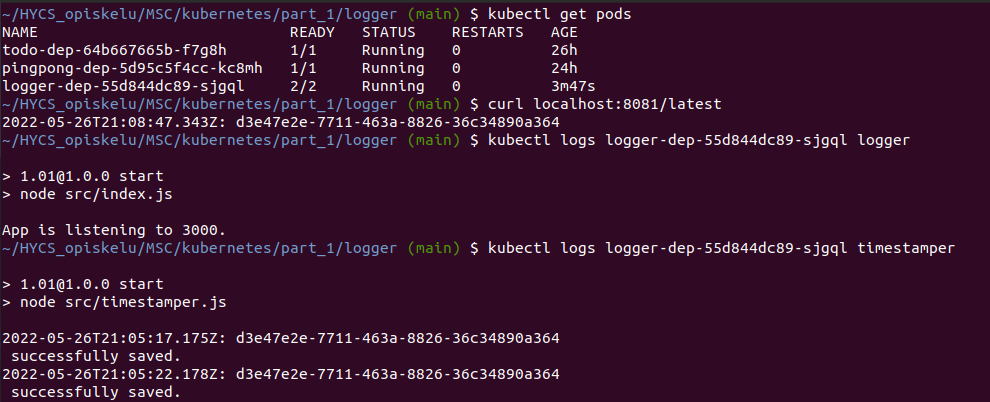 ~/HYCS_opiskelu/MSC/kubernetes/part_1/logger (main) $ kubectl get pods
NAME                          READY   STATUS    RESTARTS   AGE
todo-dep-64b667665b-f7g8h     1/1     Running   0          26h
pingpong-dep-5d95c5f4cc-kc8mh   1/1     Running   0          24h
logger-dep-55d844dc89-sjgql     2/2     Running   0          3m47s
~/HYCS_opiskelu/MSC/kubernetes/part_1/logger (main) $ curl localhost:8081/latest
2022-05-26T21:08:47.343Z: d3e47e2e-7711-463a-8826-36c34890a364
~/HYCS_opiskelu/MSC/kubernetes/part_1/logger (main) $ kubectl logs logger-dep-55d844dc89-sjgql logger
> 1.01@1.0.0 start
> node src/index.js
App is listening to 3000.
~/HYCS_opiskelu/MSC/kubernetes/part_1/logger (main) $ kubectl logs logger-dep-55d844dc89-sjgql timestamper
> 1.01@1.0.0 start
> node src/timestamper.js
2022-05-26T21:05:17.175Z: d3e47e2e-7711-463a-8826-36c34890a364
 successfully saved.
2022-05-26T21:05:22.178Z: d3e47e2e-7711-463a-8826-36c34890a364
 successfully saved.